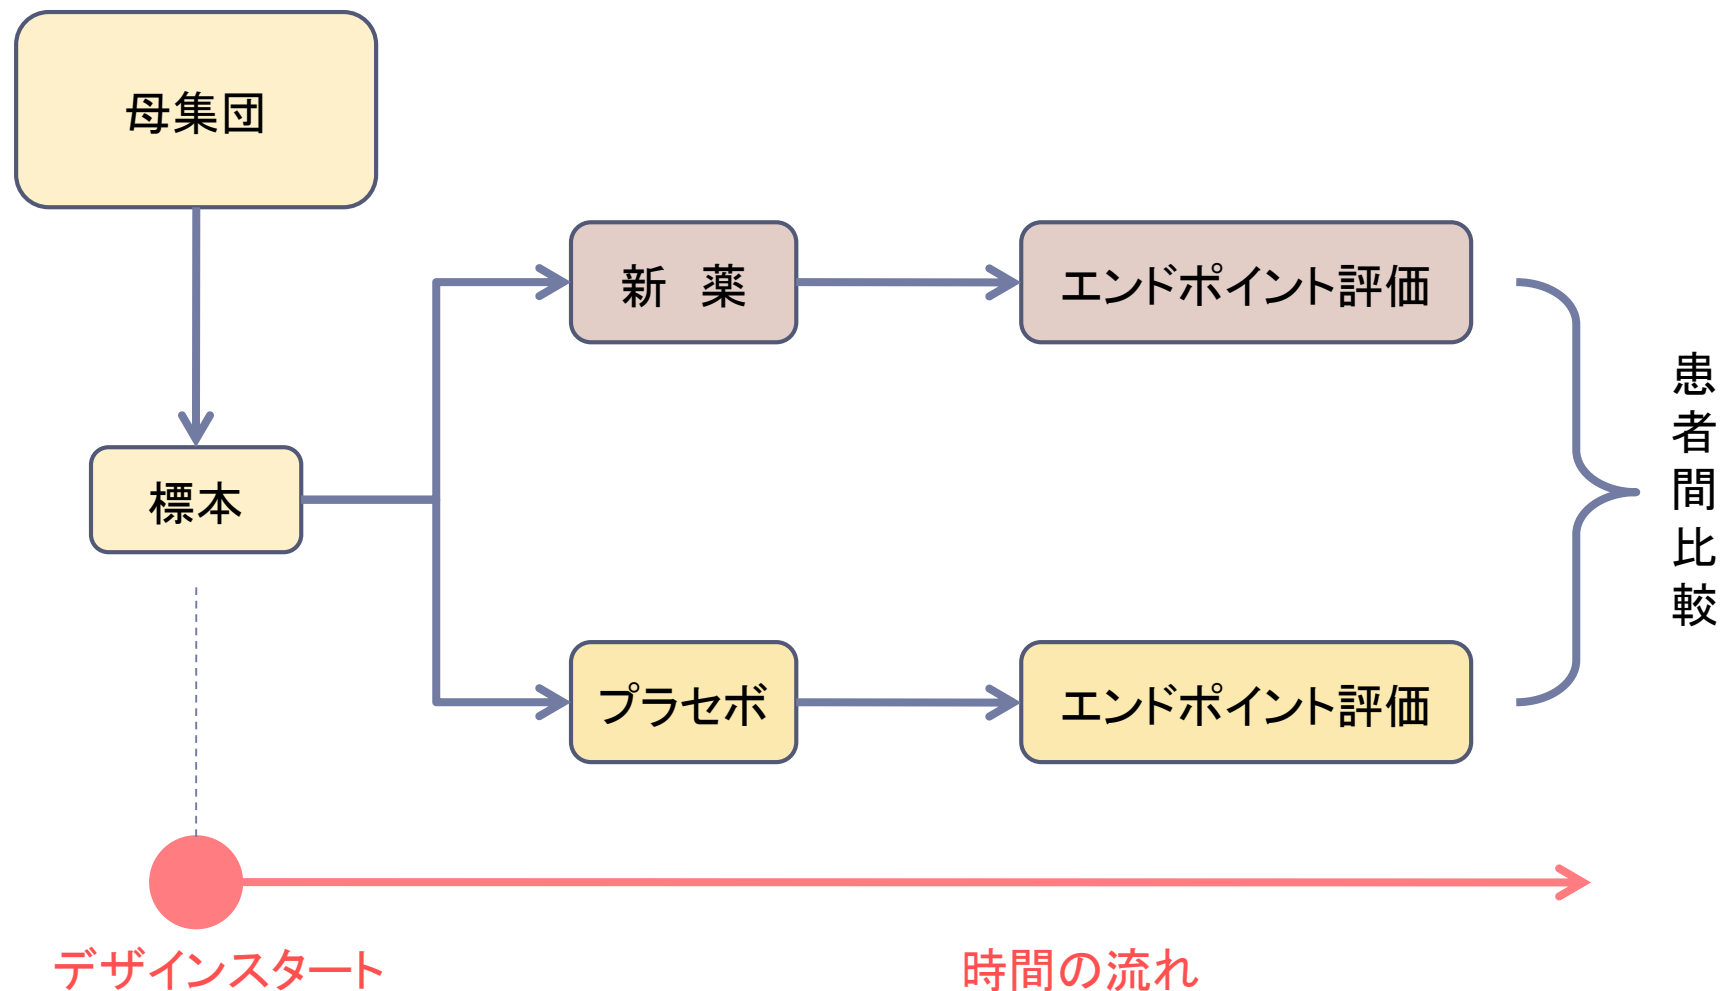 母集団
新　薬
エンドポイント評価
標本
プラセボ
エンドポイント評価
患者間比較
デザインスタート
時間の流れ